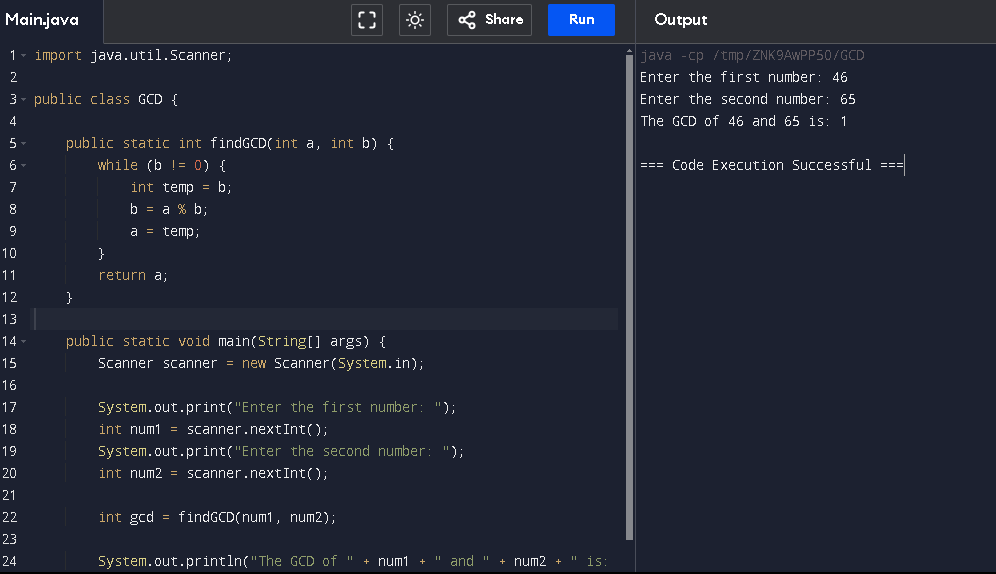 Main.java
Share
Run
Output
1 import java.util.Scanner;
2
3 public class GCD {
4
5     public static int findGCD(int a, int b) {
6         while (b != 0) {
7             int temp = b;
8             b = a % b;
9             a = temp;
10         }
11         return a;
12     }
13
14     public static void main(String[] args) {
15         Scanner scanner = new Scanner(System.in);
16
17         System.out.print("Enter the first number: ");
18         int num1 = scanner.nextInt();
19         System.out.print("Enter the second number: ");
20         int num2 = scanner.nextInt();
21
22         int gcd = findGCD(num1, num2);
23
24         System.out.println("The GCD of " + num1 + " and " + num2 + " is:
java -cp /tmp/ZNK9AwPP5O/GCD
Enter the first number: 46
Enter the second number: 65
The GCD of 46 and 65 is: 1

=== Code Execution Successful ===